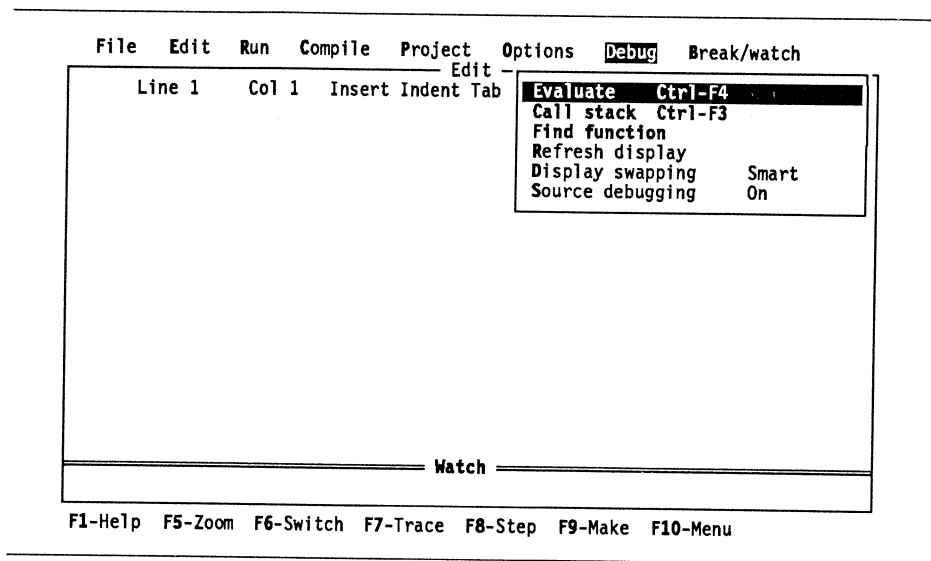 File Edit Run Compile Project Options Debug Break/watch
Edit
Line 1 Col 1 Insert Indent Tab
Evaluate Ctrl-F4
Call stack Ctrl-F3
Find function
Refresh display
Display swapping Smart
Source debugging On
Watch
F1-Help F5-Zoom F6-Switch F7-Trace F8-Step F9-Make F10-Menu